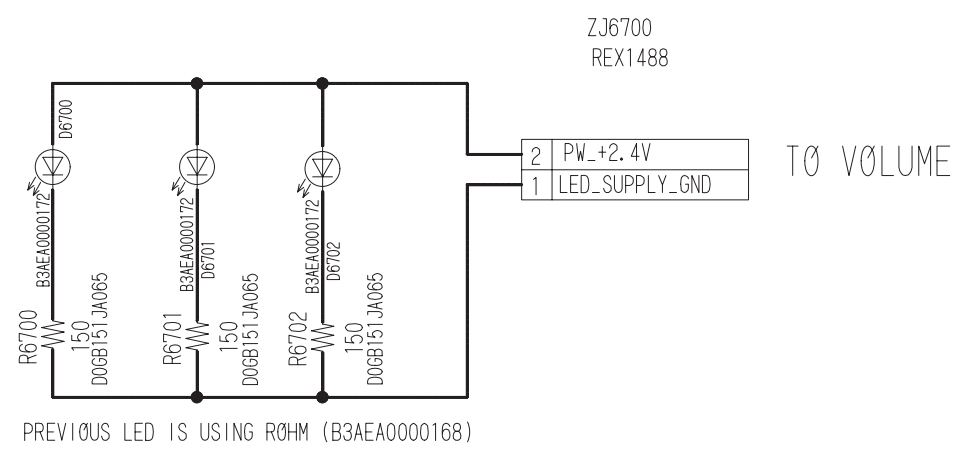 ZJ6700
REX1488
D6700
B3AEA0000172
R6700
150
D0GB151JA065
B3AEA0000172
D6701
R6701
150
D0GB151JA065
B3AEA0000172
D6702
R6702
150
D0GB151JA065
2 PW_+2.4V
1 LED_SUPPLY_GND
TØ VØLUME
PREVIØUS LED IS USING RØHM (B3AEA0000168)